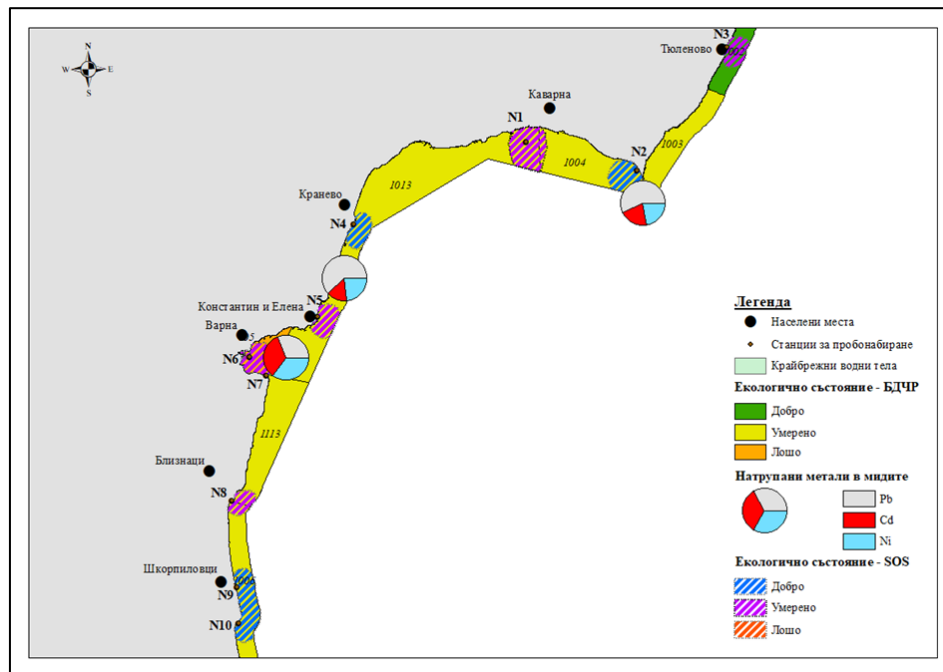 N
W E
S
N3
Тюленово
Каварна
N1
N2
1003
1004
1013
Кранево
N4
N5
Константин и Елена
Варна
N6
N7
1113
Близнаци
N8
Шкорпиловци
N9
N10
Легенда
Населени места
Станции за пробонабиране
Крайбрежни водни тела
Екологично състояние - БДЧР
Добро
Умерено
Лошо
Натрупани метали в мидите
Pb
Cd
Ni
Екологично състояние - SOS
Добро
Умерено
Лошо